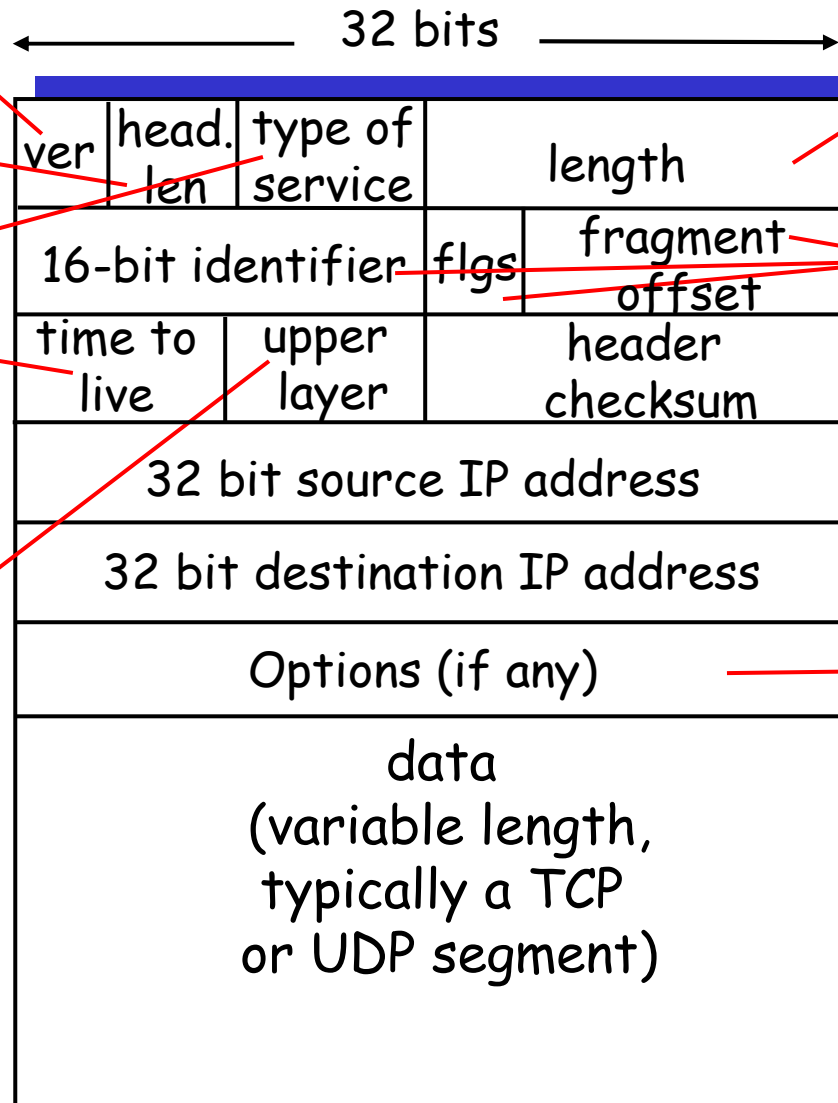 32 bits
ver
head.
len
type of
service
length
16-bit identifier
flgs
fragment
offset
time to
live
upper
layer
header
checksum
32 bit source IP address
32 bit destination IP address
Options (if any)
data
(variable length,
typically a TCP
or UDP segment)